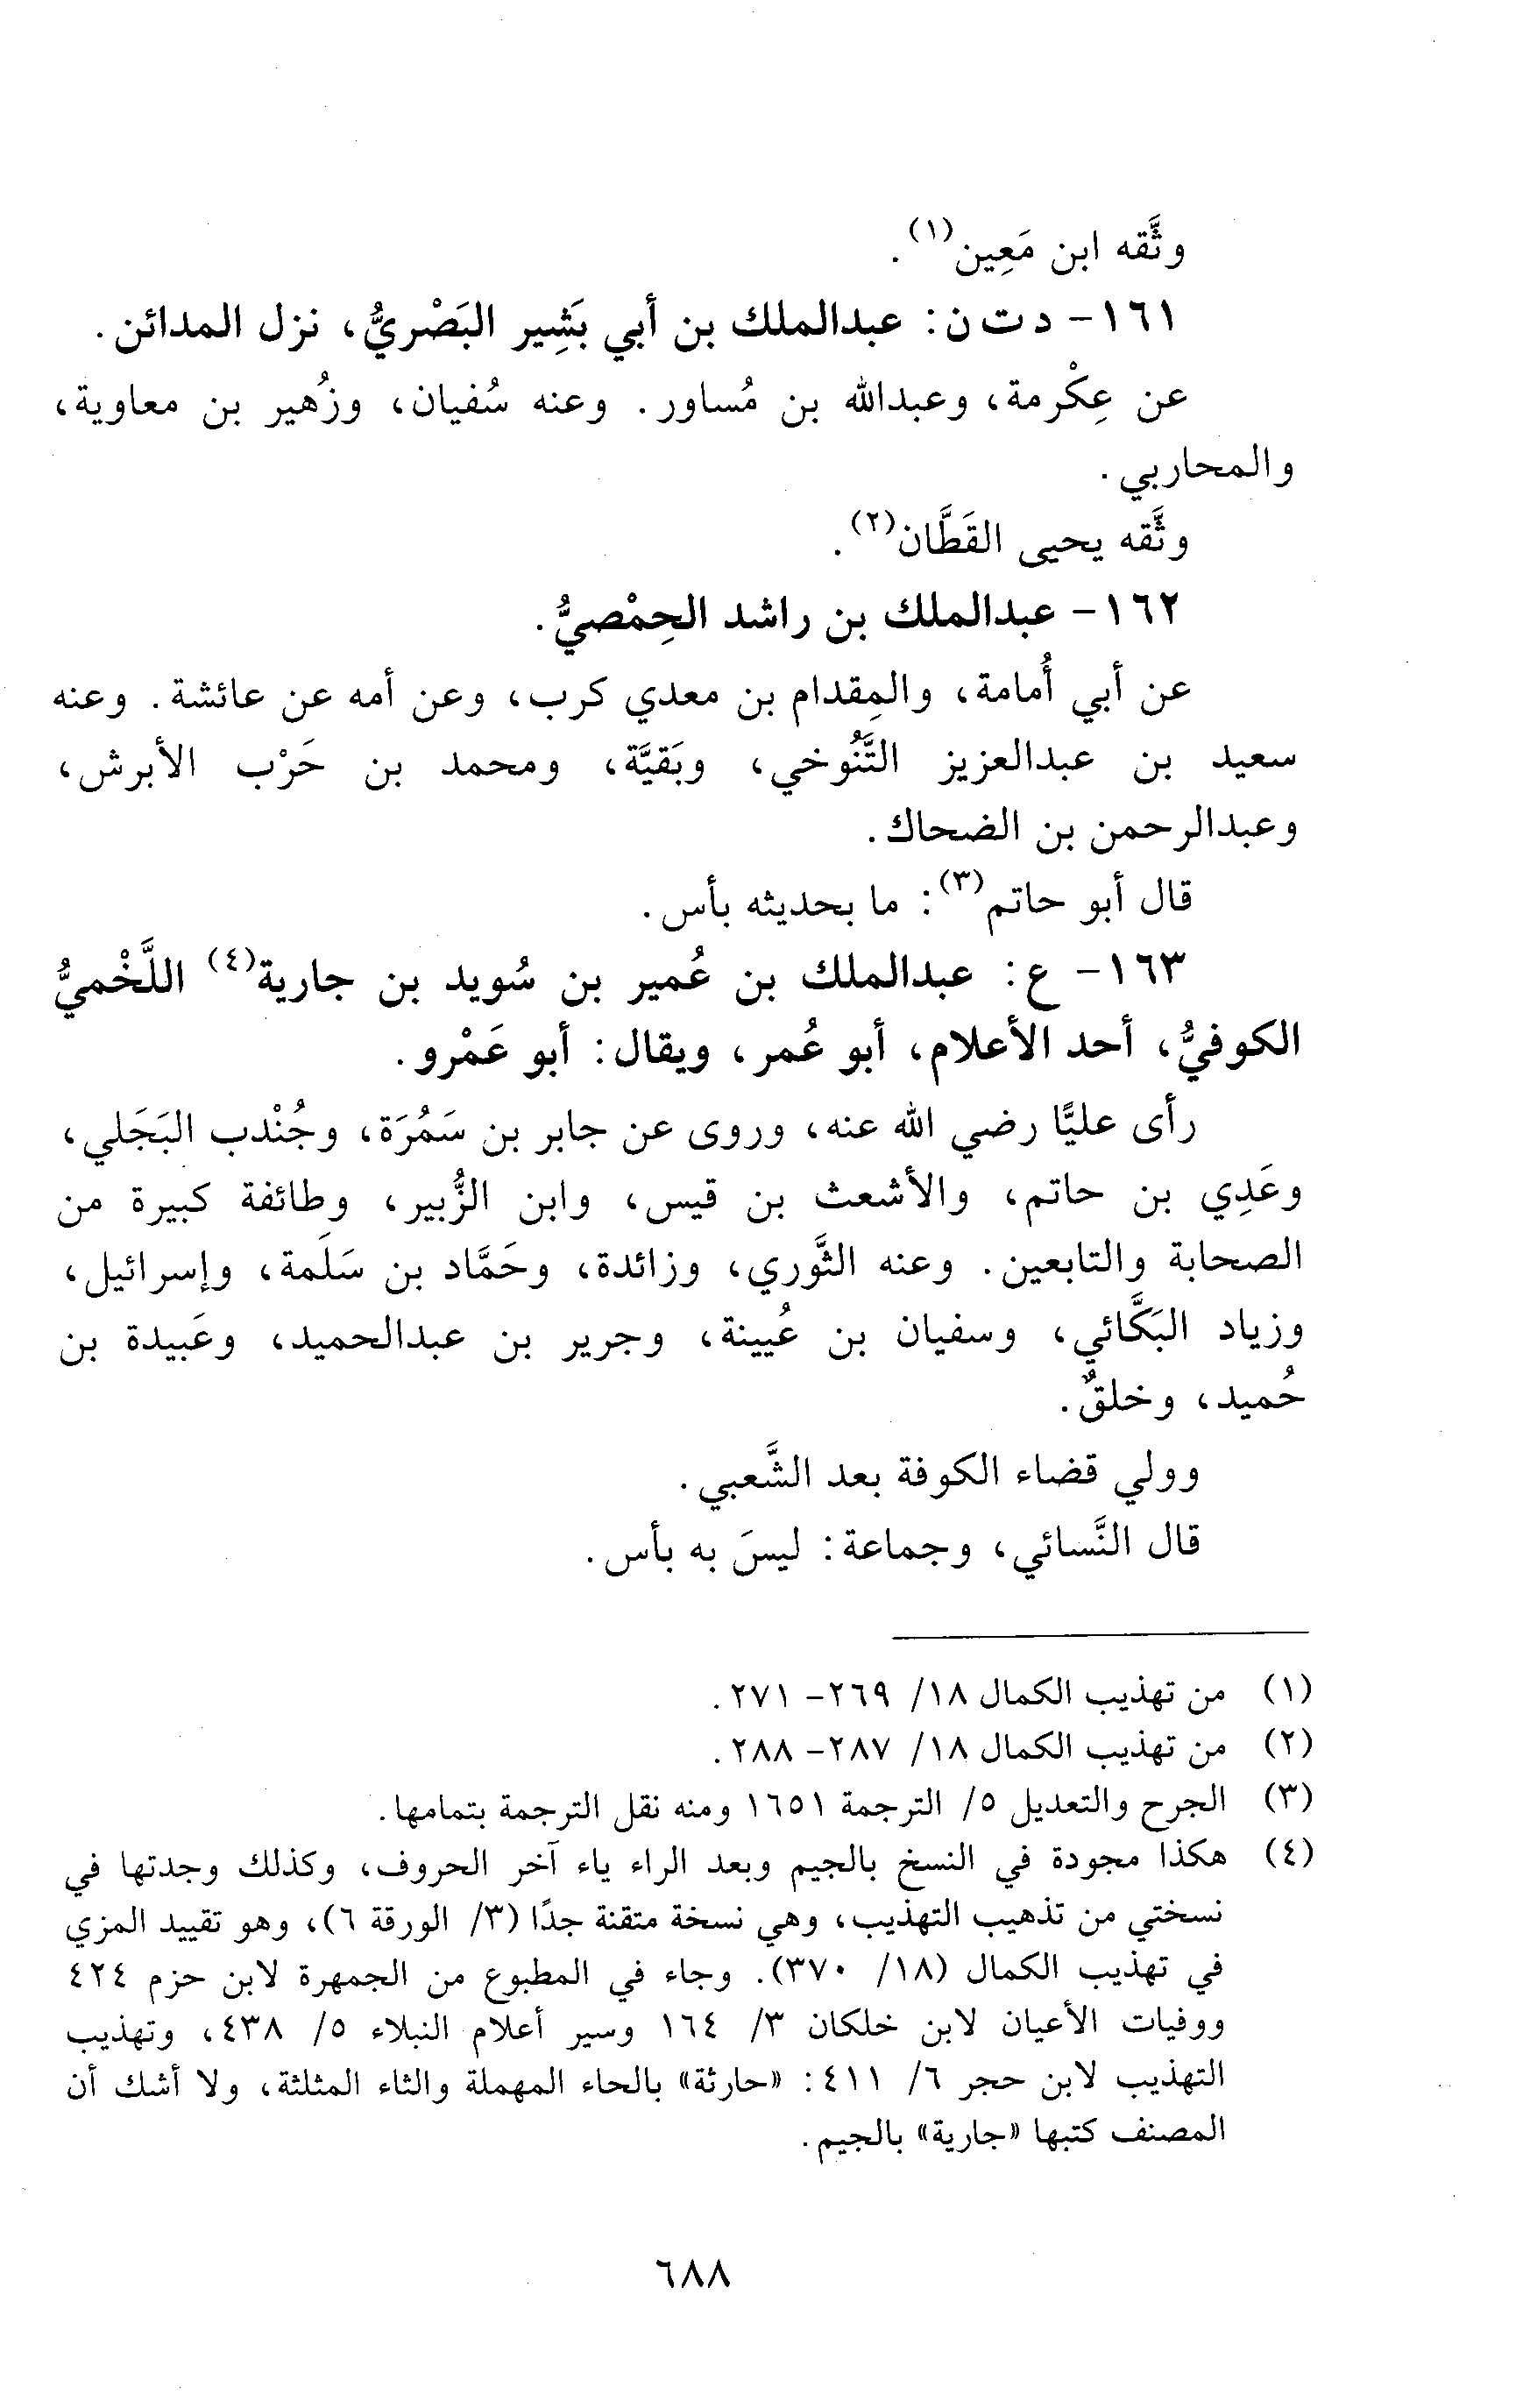 وثَّقه ابن مَعِين(١).
١٦١- د ت ن: عبدالملك بن أبي بَشِير البَصْريُّ، نزل المدائن.
عن عِكْرمة، وعبدالله بن مُساور. وعنه سُفيان، وزُهير بن معاوية،
والمحاربي.
وثَّقه يحيى القَطَّان(٢).
١٦٢- عبدالملك بن راشد الحِمْصيُّ.
عن أبي أُمامة، والمِقدام بن معدي كرب، وعن أمه عن عائشة. وعنه
سعيد بن عبدالعزيز التَّنُوخي، وبَقيَّة، ومحمد بن حَرْب الأبرش،
وعبدالرحمن بن الضحاك.
قال أبو حاتم(٣): ما بحديثه بأس.
١٦٣- ع: عبدالملك بن عُمير بن سُويد بن جارية(٤) اللَّخْميُّ
الكوفيُّ، أحد الأعلام، أبو عُمر، ويقال: أبو عَمْرو.
رأى عليًّا رضي الله عنه، وروى عن جابر بن سَمُرَة، وجُنْدب البَجَلي،
وعَدِي بن حاتم، والأشعث بن قيس، وابن الزُّبير، وطائفة كبيرة من
الصحابة والتابعين. وعنه الثَّوري، وزائدة، وحَمَّاد بن سَلَمة، وإسرائيل،
وزياد البَكَّائي، وسفيان بن عُيينة، وجرير بن عبدالحميد، وعَبيدة بن
حُميد، وخلقٌ.
وولي قضاء الكوفة بعد الشَّعبي.
قال النَّسائي، وجماعة: ليسَ به بأس.
(١) من تهذيب الكمال ١٨/ ٢٦٩- ٢٧١.
(٢) من تهذيب الكمال ١٨/ ٢٨٧- ٢٨٨.
(٣) الجرح والتعديل ٥/ الترجمة ١٦٥١ ومنه نقل الترجمة بتمامها.
(٤) هكذا مجودة في النسخ بالجيم وبعد الراء ياء آخر الحروف، وكذلك وجدتها في
نسختي من تذهيب التهذيب، وهي نسخة متقنة جدًا (٣/ الورقة ٦)، وهو تقييد المزي
في تهذيب الكمال (١٨/ ٣٧٠). وجاء في المطبوع من الجمهرة لابن حزم ٤٢٤
ووفيات الأعيان لابن خلكان ٣/ ١٦٤ وسير أعلام النبلاء ٥/ ٤٣٨، وتهذيب
التهذيب لابن حجر ٦/ ٤١١: «حارثة» بالحاء المهملة والثاء المثلثة، ولا أشك أن
المصنف كتبها «جارية» بالجيم.
٦٨٨